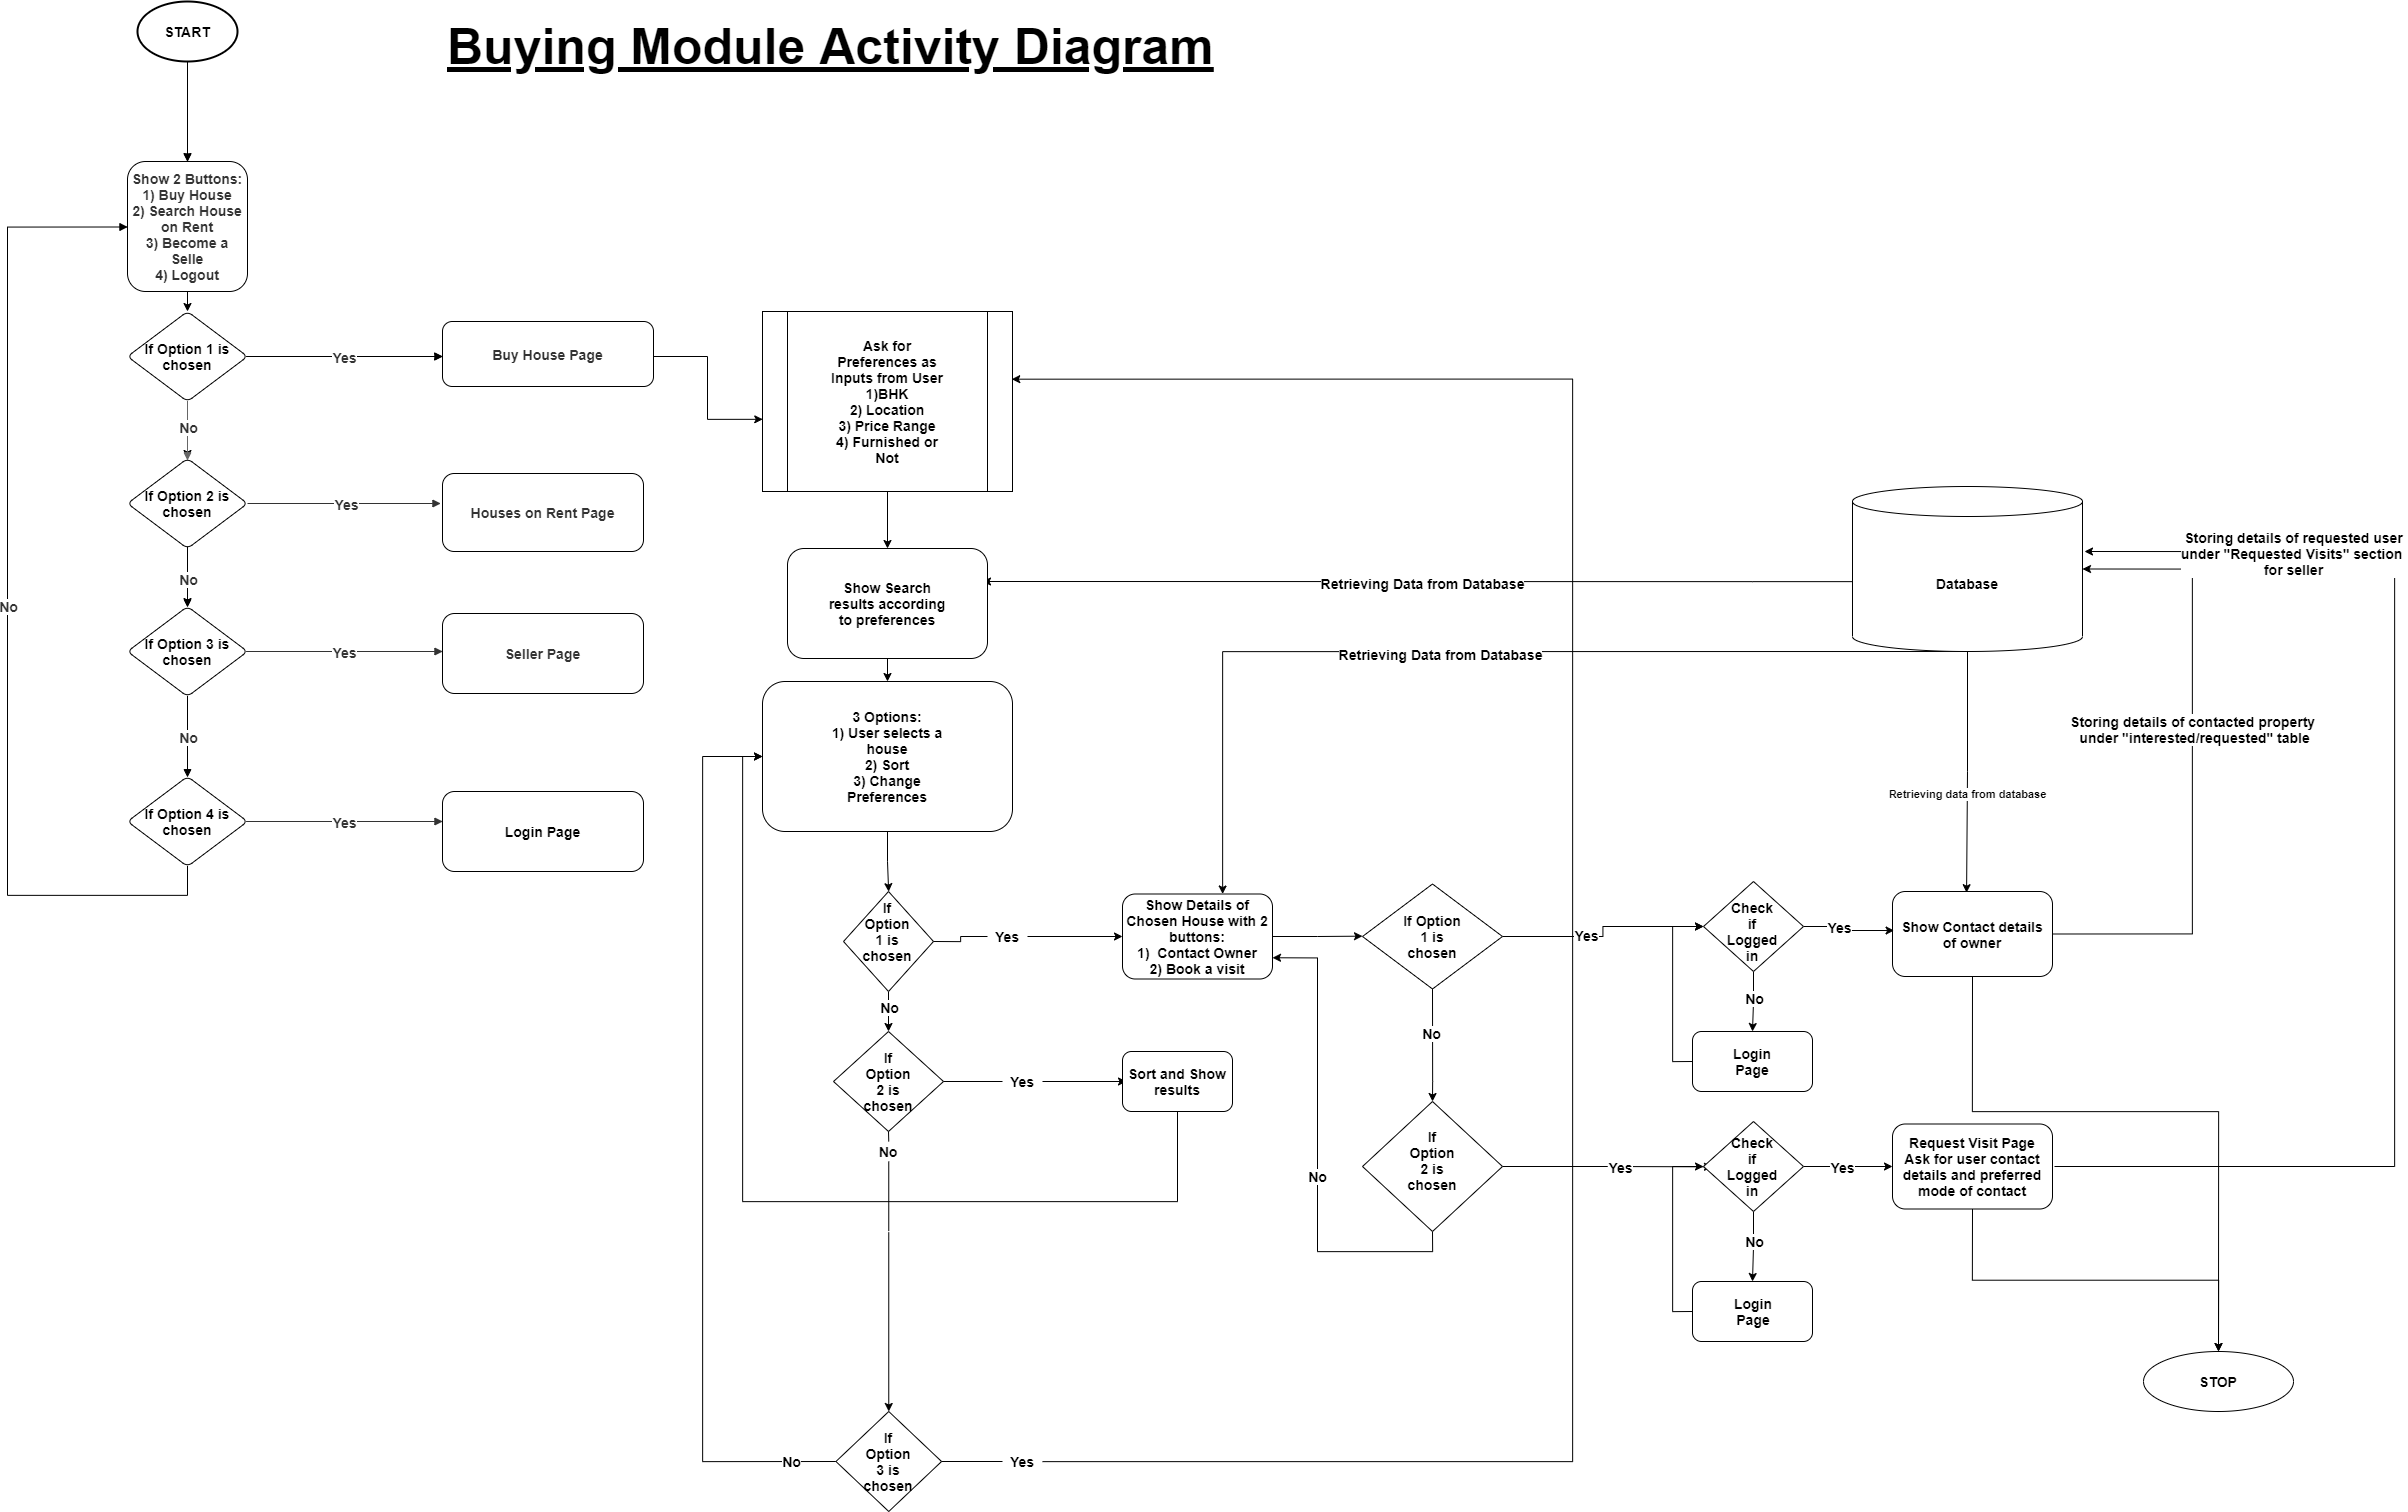 START
Buying Module Activity Diagram
Show 2 Buttons:
1) Buy House
2) Search House
on Rent
3) Become a
Selle
4) Logout
If Option 1 is
chosen
Yes
Buy House Page
No
If Option 2 is
chosen
Yes
Houses on Rent Page
No
If Option 3 is
chosen
Yes
Seller Page
No
If Option 4 is
chosen
Yes
Login Page
No
Ask for
Preferences as
Inputs from User
1)BHK
2) Location
3) Price Range
4) Furnished or
Not
Show Search
results according
to preferences
Retrieving Data from Database
Database
Storing details of requested user
under "Requested Visits" section
for seller
Retrieving Data from Database
3 Options:
1) User selects a
house
2) Sort
3) Change
Preferences
Storing details of contacted property
under "interested/requested" table
Retrieving data from database
If
Option
1 is
chosen
Yes
Show Details of
Chosen House with 2
buttons:
1)  Contact Owner
2) Book a visit
If Option
1 is
chosen
Yes
Check
if
Logged
in
Yes
Show Contact details
of owner
No
Login
Page
No
If
Option
2 is
chosen
Yes
Sort and Show
results
No
No
If
Option
2 is
chosen
Yes
Check
if
Logged
in
Yes
Request Visit Page
Ask for user contact
details and preferred
mode of contact
No
Login
Page
No
If
Option
3 is
chosen
Yes
No
STOP